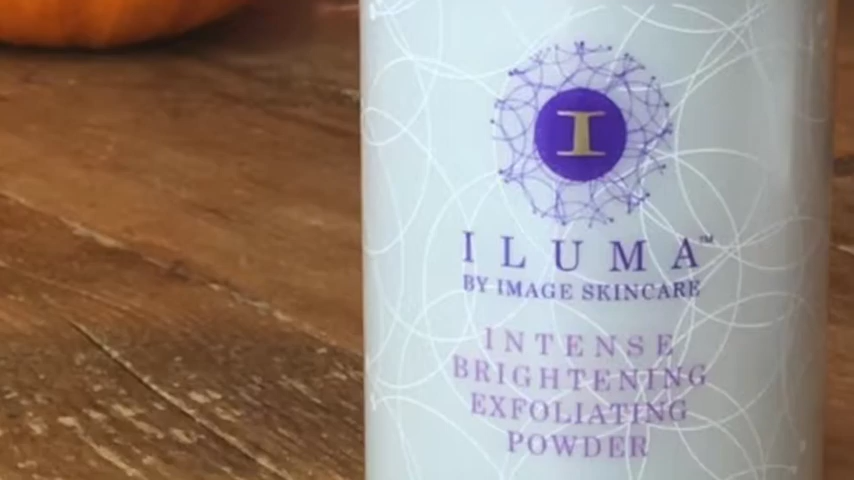 I
ILUMA™
BY IMAGE SKINCARE
INTENSE
BRIGHTENING
EXFOLIATING
POWDER